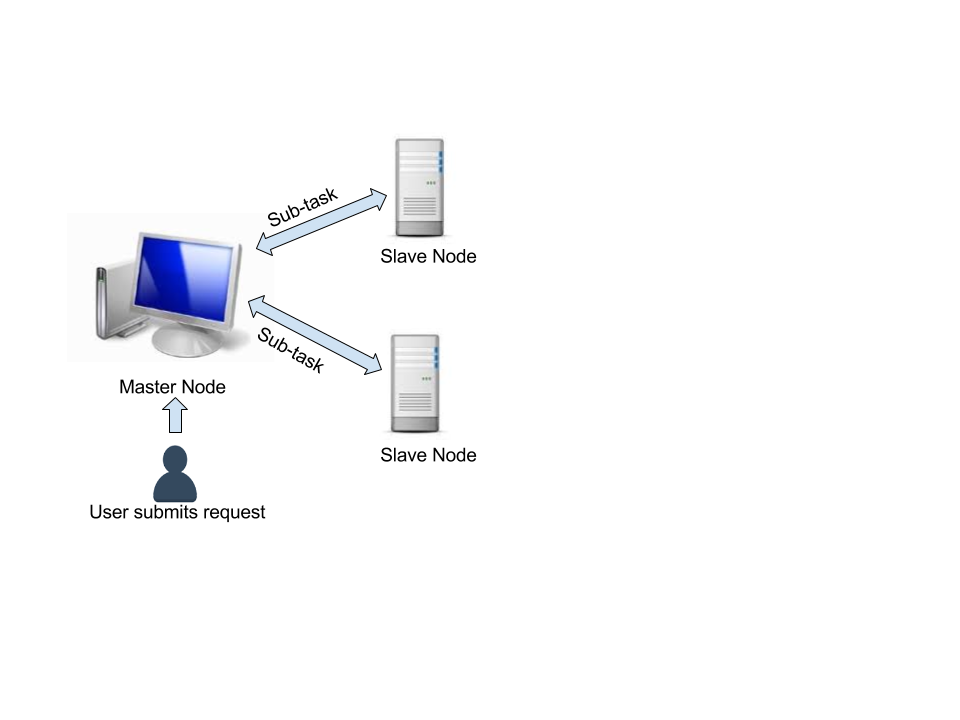 Sub-task
Slave Node
Sub-task
Master Node
Slave Node
User submits request